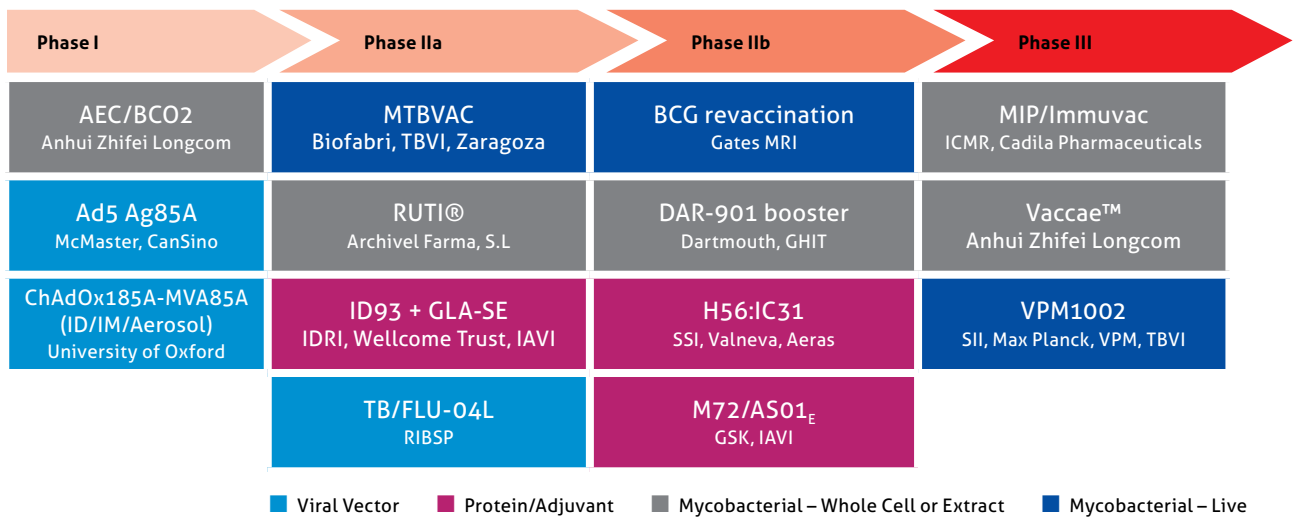 Phase I
Phase IIa
Phase IIb
Phase III
AEC/BCO2
Anhui Zhifei Longcom
MTBVAC
Biofabri, TBVI, Zaragoza
BCG revaccination
Gates MRI
MIP/Immuvac
ICMR, Cadila Pharmaceuticals
Ad5 Ag85A
McMaster, CanSino
RUTI®
Archivel Farma, S.L
DAR-901 booster
Dartmouth, GHIT
Vaccae™
Anhui Zhifei Longcom
ChAdOx185A-MVA85A
(ID/IM/Aerosol)
University of Oxford
ID93 + GLA-SE
IDRI, Wellcome Trust, IAVI
H56:IC31
SSI, Valneva, Aeras
VPM1002
SII, Max Planck, VPM, TBVI
TB/FLU-04L
RIBSP
M72/AS01E
GSK, IAVI
Viral Vector
Protein/Adjuvant
Mycobacterial – Whole Cell or Extract
Mycobacterial – Live